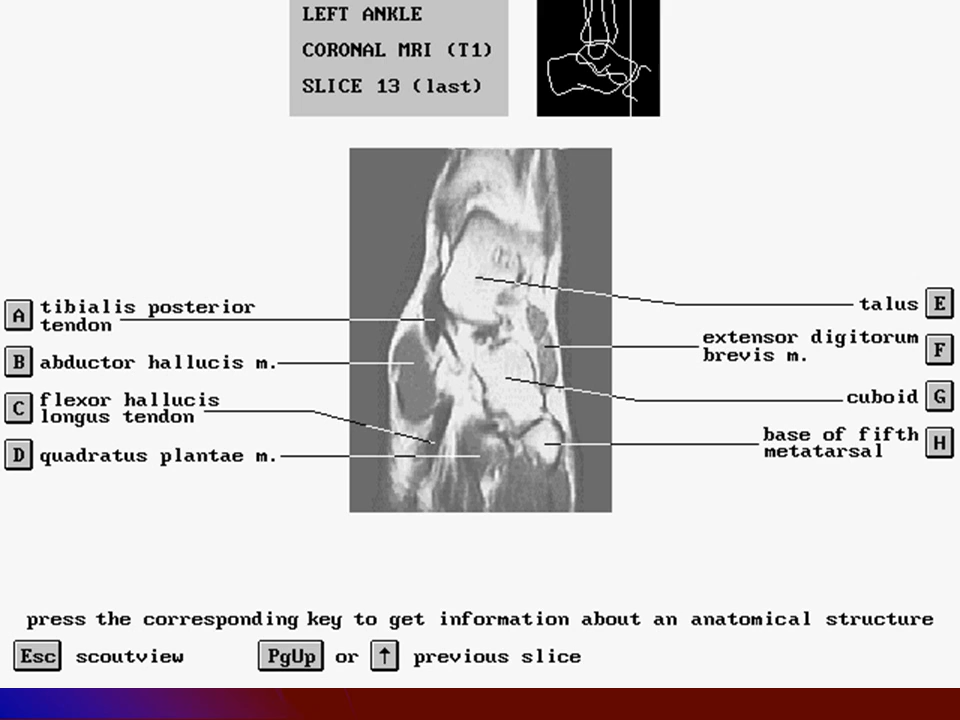 LEFT ANKLE
CORONAL MRI (T1)
SLICE 13 (last)
A tibialis posterior
tendon
B abductor hallucis m.
C flexor hallucis
longus tendon
D quadratus plantae m.
talus E
extensor digitorum
brevis m. F
cuboid G
base of fifth
metatarsal H
press the corresponding key to get information about an anatomical structure
Esc scoutview PgUp or ↑ previous slice